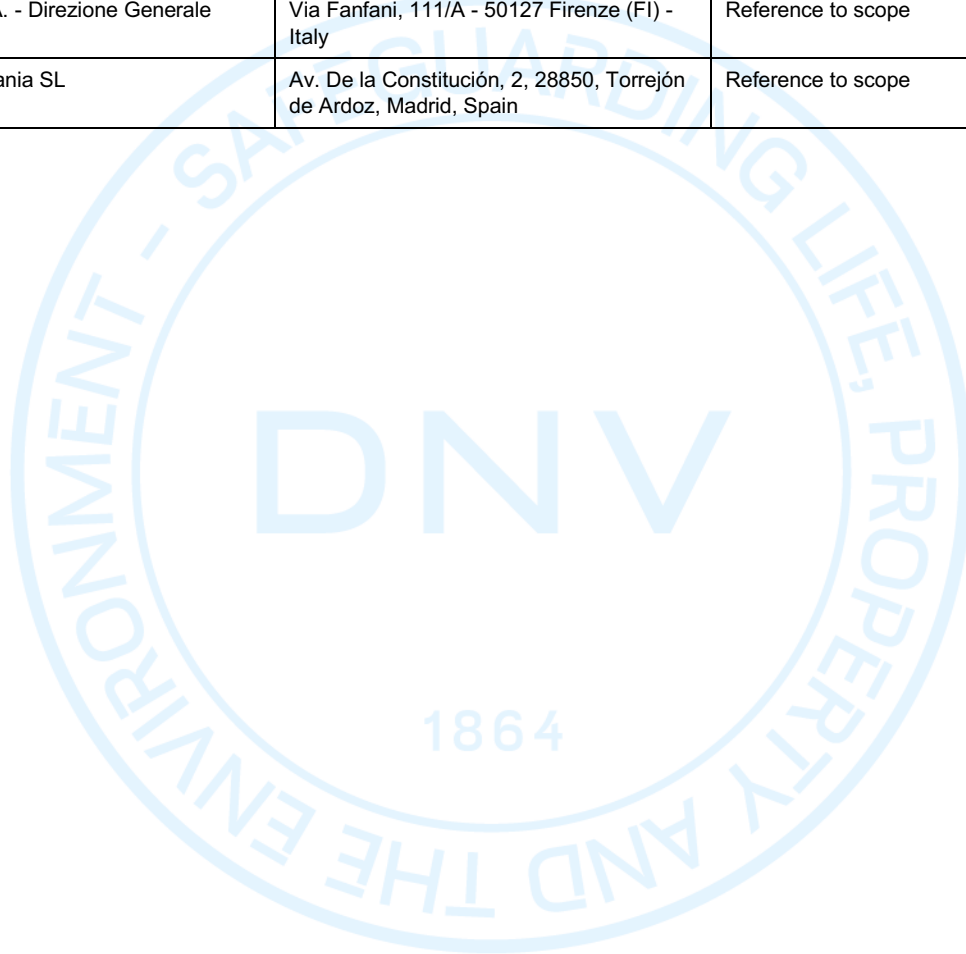 . - Direzione Generale
Via Fanfani, 111/A - 50127 Firenze (FI) -
Italy
Reference to scope
ania SL
Av. De la Constitución, 2, 28850, Torrejón
de Ardoz, Madrid, Spain
Reference to scope
SAFEGUARDING LIFE, PROPERTY AND THE ENVIRONMENT -
DNV
1864